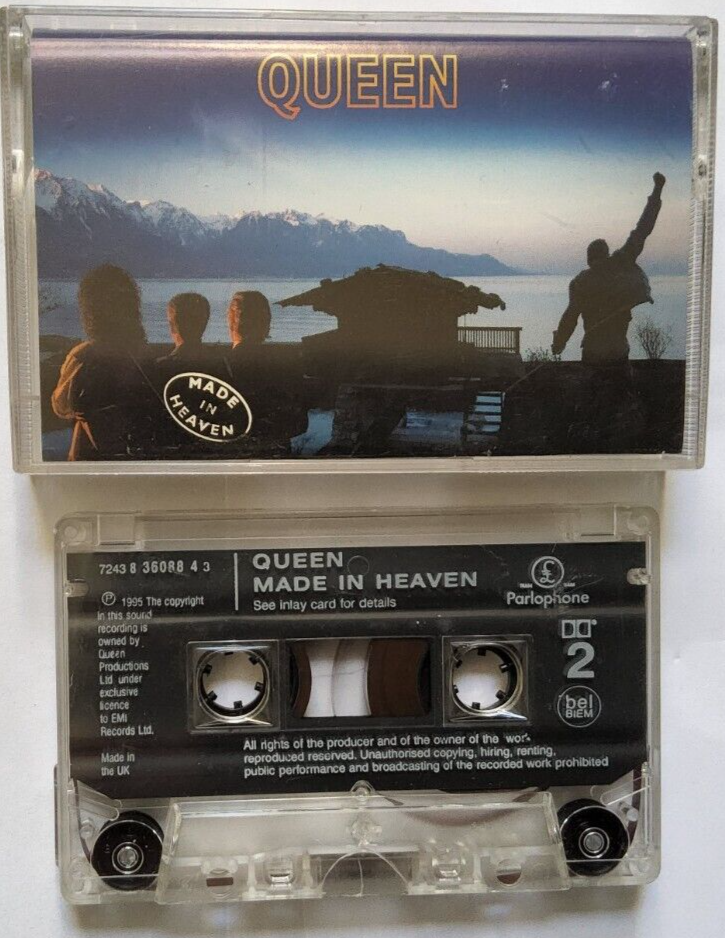 QUEEN
MADE
IN
HEAVEN
7243 8 36088 4 3
QUEEN
MADE IN HEAVEN
See inlay card for details
£
TRADE MARK
Parlophone
℗ 1995 The copyright
in this sound
recording is
owned by
Queen
Productions
Ltd. under
exclusive
licence
to EMI
Records Ltd.
Made in
the UK
2
bel
BIEM
All rights of the producer and of the owner of the work
reproduced reserved. Unauthorised copying, hiring, renting,
public performance and broadcasting of the recorded work prohibited